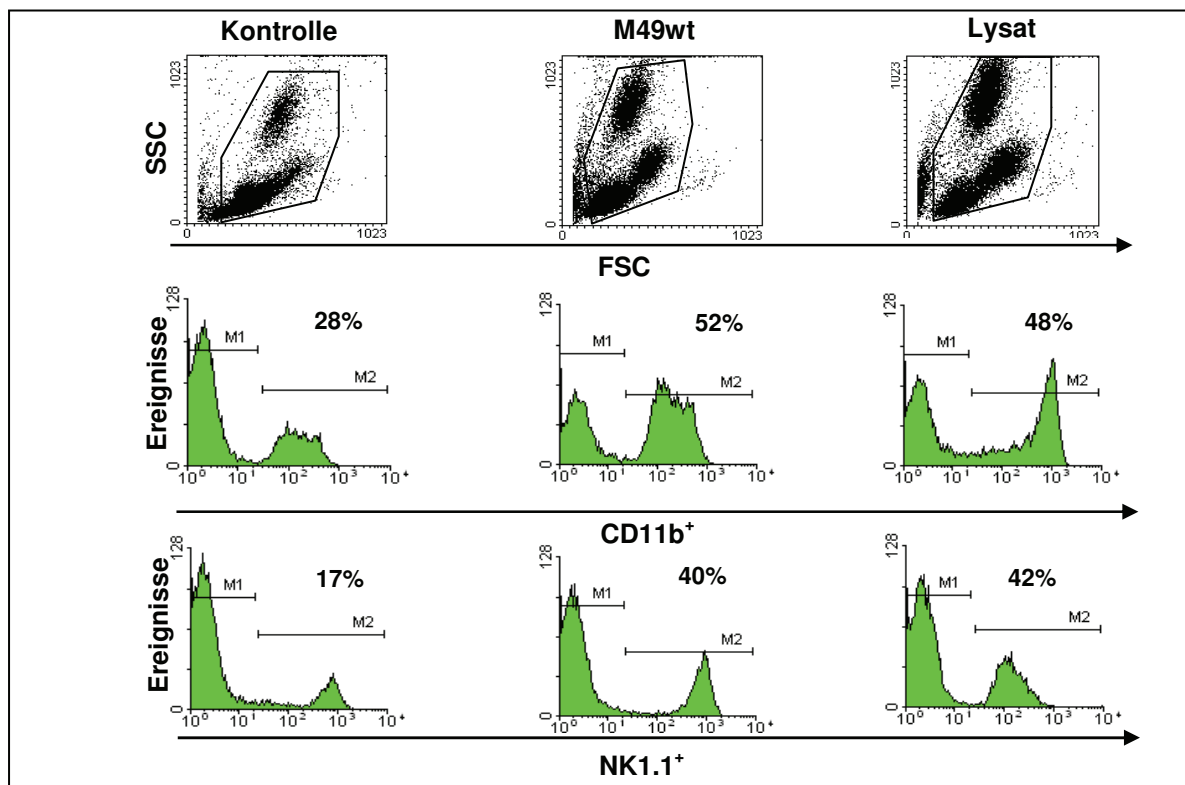 Kontrolle M49wt Lysat
SSC
1023 1023 1023
0 0 0
0 1023 0 1023 0 1023
FSC
Ereignisse
128 128 128
28% 52% 48%
M1 M1 M1
M2 M2 M2
0 0 0
10⁰ 10¹ 10² 10³ 10⁴ 10⁰ 10¹ 10² 10³ 10⁴ 10⁰ 10¹ 10² 10³ 10⁴
CD11b⁺
Ereignisse
128 128 128
17% 40% 42%
M1 M1 M1
M2 M2 M2
0 0 0
10⁰ 10¹ 10² 10³ 10⁴ 10⁰ 10¹ 10² 10³ 10⁴ 10⁰ 10¹ 10² 10³ 10⁴
NK1.1⁺